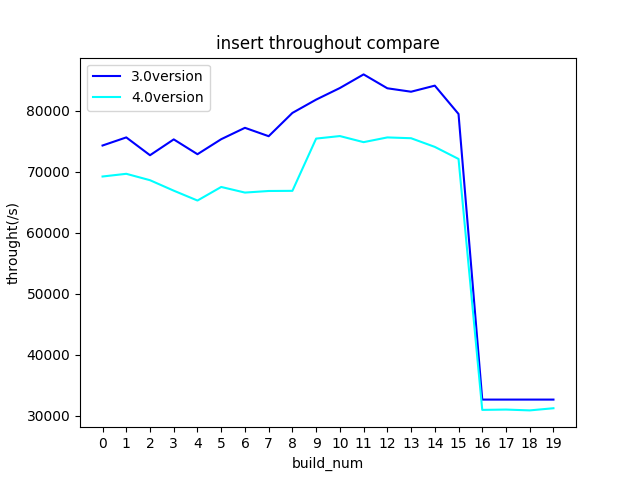 insert throughout compare
3.0version
4.0version
throught(/s)
80000
70000
60000
50000
40000
30000
0 1 2 3 4 5 6 7 8 9 10 11 12 13 14 15 16 17 18 19
build_num